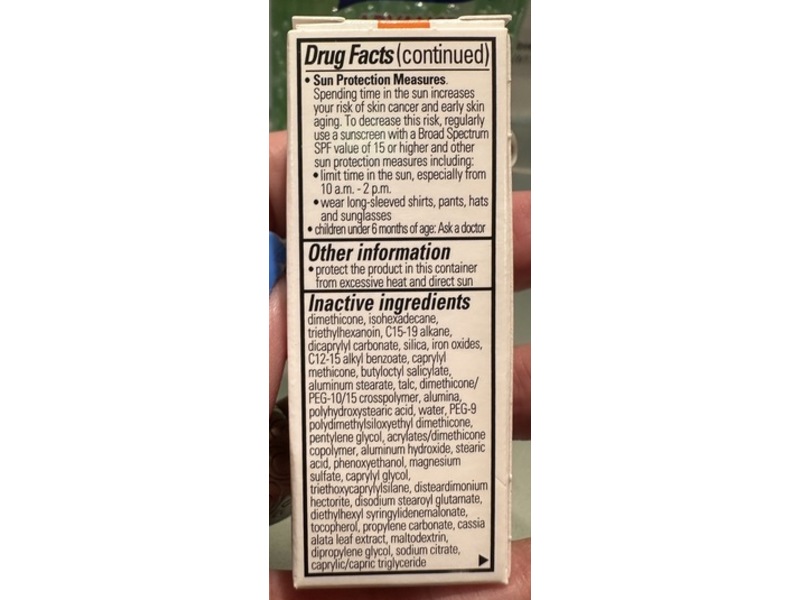 Drug Facts (continued)
• Sun Protection Measures.
Spending time in the sun increases
your risk of skin cancer and early skin
aging. To decrease this risk, regularly
use a sunscreen with a Broad Spectrum
SPF value of 15 or higher and other
sun protection measures including:
• limit time in the sun, especially from
10 a.m. - 2 p.m.
• wear long-sleeved shirts, pants, hats
and sunglasses
• children under 6 months of age: Ask a doctor
Other information
• protect the product in this container
from excessive heat and direct sun
Inactive ingredients
dimethicone, isohexadecane,
triethylhexanoin, C15-19 alkane,
dicaprylyl carbonate, silica, iron oxides,
C12-15 alkyl benzoate, caprylyl
methicone, butyloctyl salicylate,
aluminum stearate, talc, dimethicone/
PEG-10/15 crosspolymer, alumina,
polyhydroxystearic acid, water, PEG-9
polydimethylsiloxyethyl dimethicone,
pentylene glycol, acrylates/dimethicone
copolymer, aluminum hydroxide, stearic
acid, phenoxyethanol, magnesium
sulfate, caprylyl glycol,
triethoxycaprylylsilane, disteardimonium
hectorite, disodium stearoyl glutamate,
diethylhexyl syringylidenemalonate,
tocopherol, propylene carbonate, cassia
alata leaf extract, maltodextrin,
dipropylene glycol, sodium citrate,
caprylic/capric triglyceride